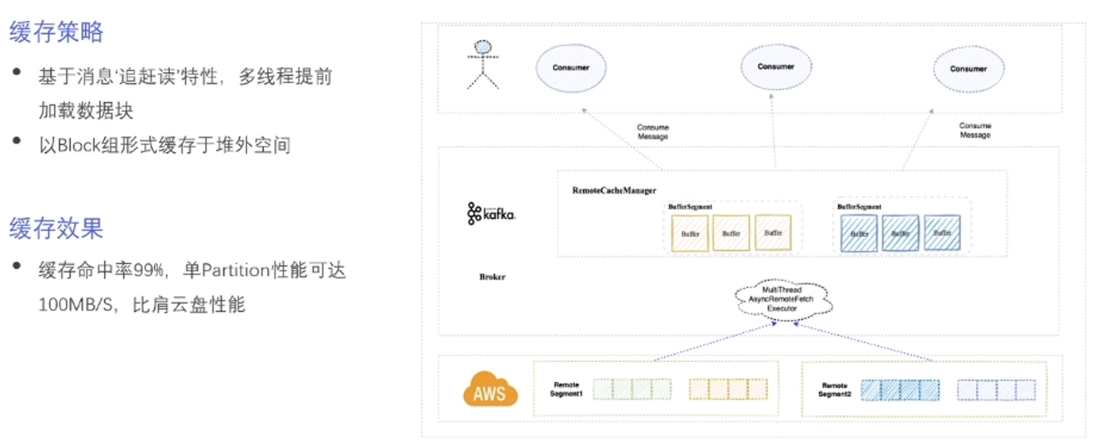 缓存策略
基于消息‘追赶读’特性，多线程提前
加载数据块
以Block组形式缓存于堆外空间
缓存效果
缓存命中率99%，单Partition性能可达
100MB/S，比肩云盘性能
Consumer
Consumer
Consumer
Consume
Message
Consume
Message
RemoteCacheManager
BufferSegment
BufferSegment
Buffer
Buffer
Buffer
Buffer
Buffer
Buffer
kafka
Broker
MultiThread
AsyncRemoteFetch
Executor
AWS
Remote
Segment1
Remote
Segment2